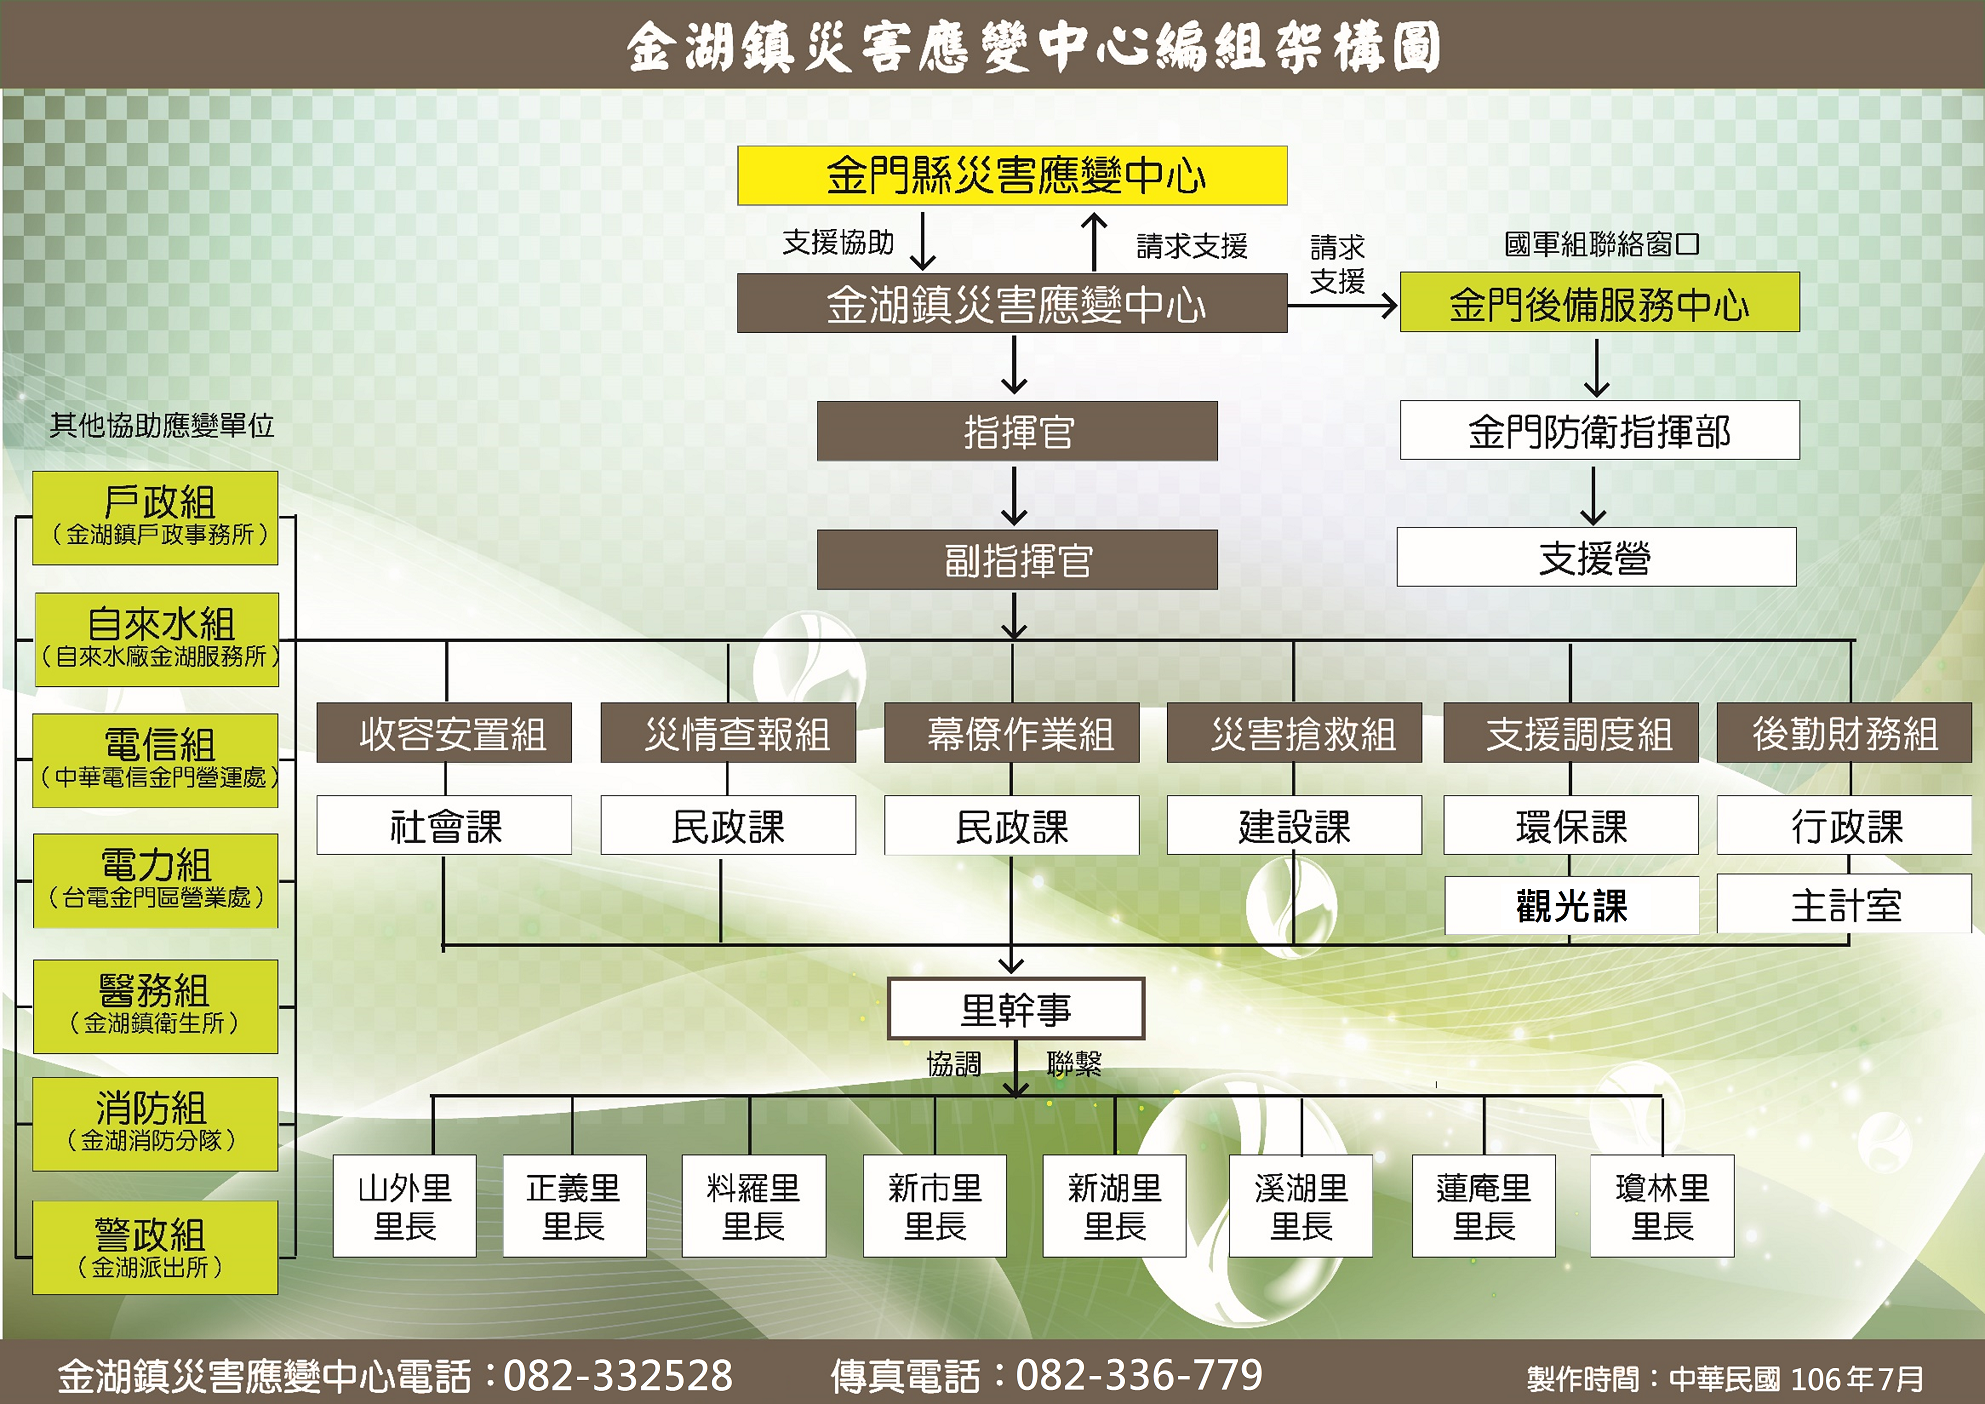 金湖鎮災害應變中心編組架構圖
金門縣災害應變中心
支援協助
請求支援
請求
支援
國軍組聯絡窗口
金湖鎮災害應變中心
金門後備服務中心
指揮官
金門防衛指揮部
副指揮官
支援營
其他協助應變單位
戶政組
（金湖鎮戶政事務所）
自來水組
（自來水廠金湖服務所）
電信組
（中華電信金門營運處）
電力組
（台電金門區營業處）
醫務組
（金湖鎮衛生所）
消防組
（金湖消防分隊）
警政組
（金湖派出所）
收容安置組
災情查報組
幕僚作業組
災害搶救組
支援調度組
後勤財務組
社會課
民政課
民政課
建設課
環保課
行政課
觀光課
主計室
里幹事
協調
聯繫
山外里
里長
正義里
里長
料羅里
里長
新市里
里長
新湖里
里長
溪湖里
里長
蓮庵里
里長
瓊林里
里長
金湖鎮災害應變中心電話：082-332528
傳真電話：082-336-779
製作時間：中華民國 106年7月